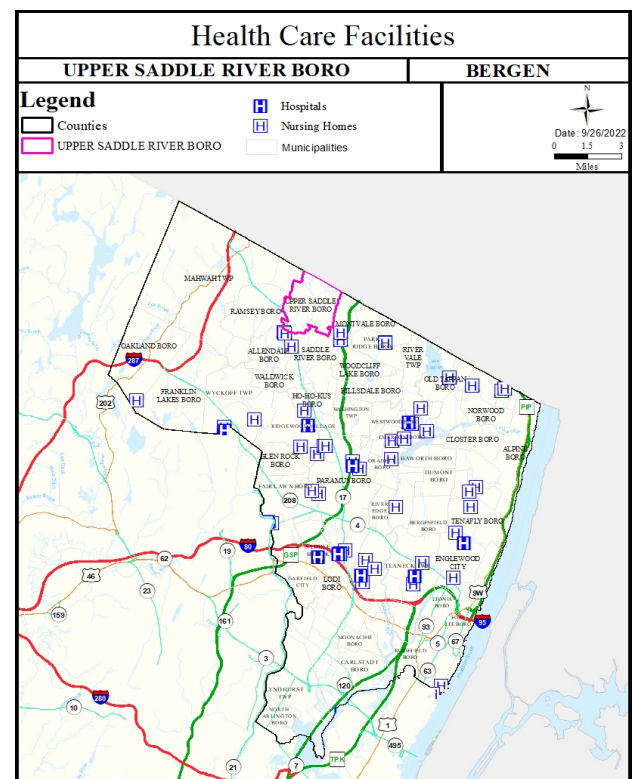 Health Care Facilities
UPPER SADDLE RIVER BORO
BERGEN
Legend
Counties
UPPER SADDLE RIVER BORO
H Hospitals
H Nursing Homes
Municipalities
N
Date: 9/26/2022
0 1.5 3
Miles
MAHWAH TWP
UPPER SADDLE
RIVER BORO
RAMSEY BORO
MONTVALE BORO
OAKLAND BORO
ALLENDALE
BORO
SADDLE
RIVER BORO
PARK
RIDGE BORO
RIVER
VALE
TWP
287
WOODCLIFF
LAKE BORO
WALDWICK
BORO
OLD TAPPAN
BORO
FRANKLIN
LAKES BORO
WYCKOFF TWP
HO-HO-KUS
BORO
HILLSDALE BORO
202
WASHINGTON
TWP
NORWOOD
BORO
PIP
RIDGEWOOD VILLAGE
WESTWOOD
CLOSTER BORO
ALPINE
BORO
GLEN ROCK
BORO
HAWORTH BORO
PARAMUS BORO
DUMONT
BORO
FAIR LAWN BORO
208
17
RIVER
EDGE
BORO
4
BERGENFIELD
BORO
TENAFLY BORO
19
80
GSP
62
46
LODI
BORO
TEANECK TWP
ENGLEWOOD
CITY
GARFIELD
CITY
23
9W
LEONIA
BORO
159
161
93
95
5
67
3
63
CARLSTADT
BORO
120
LYNDHURST
TWP
280
NORTH
ARLINGTON
BORO
10
1
495
21
7
TPK